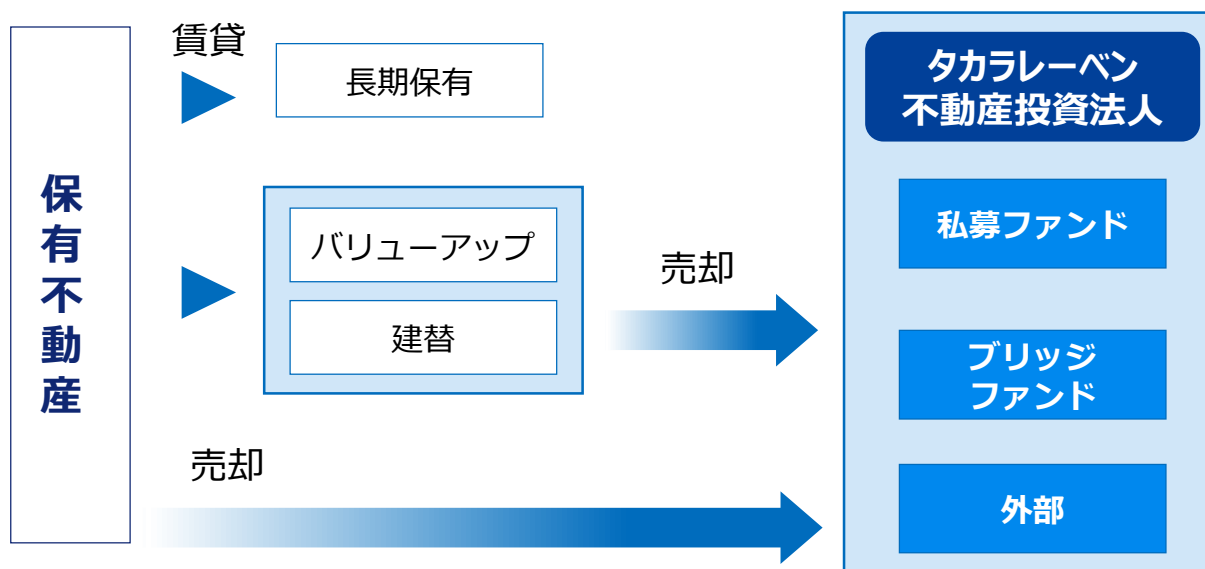 保有不動産
賃貸
長期保有
バリューアップ
建替
売却
売却
タカラレーベン
不動産投資法人
私募ファンド
ブリッジ
ファンド
外部